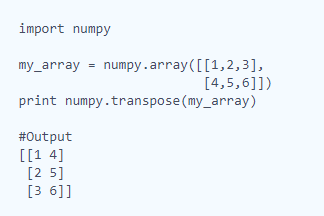 import numpy

my_array = numpy.array([[1,2,3],
                        [4,5,6]])
print numpy.transpose(my_array)

#Output
[[1 4]
 [2 5]
 [3 6]]